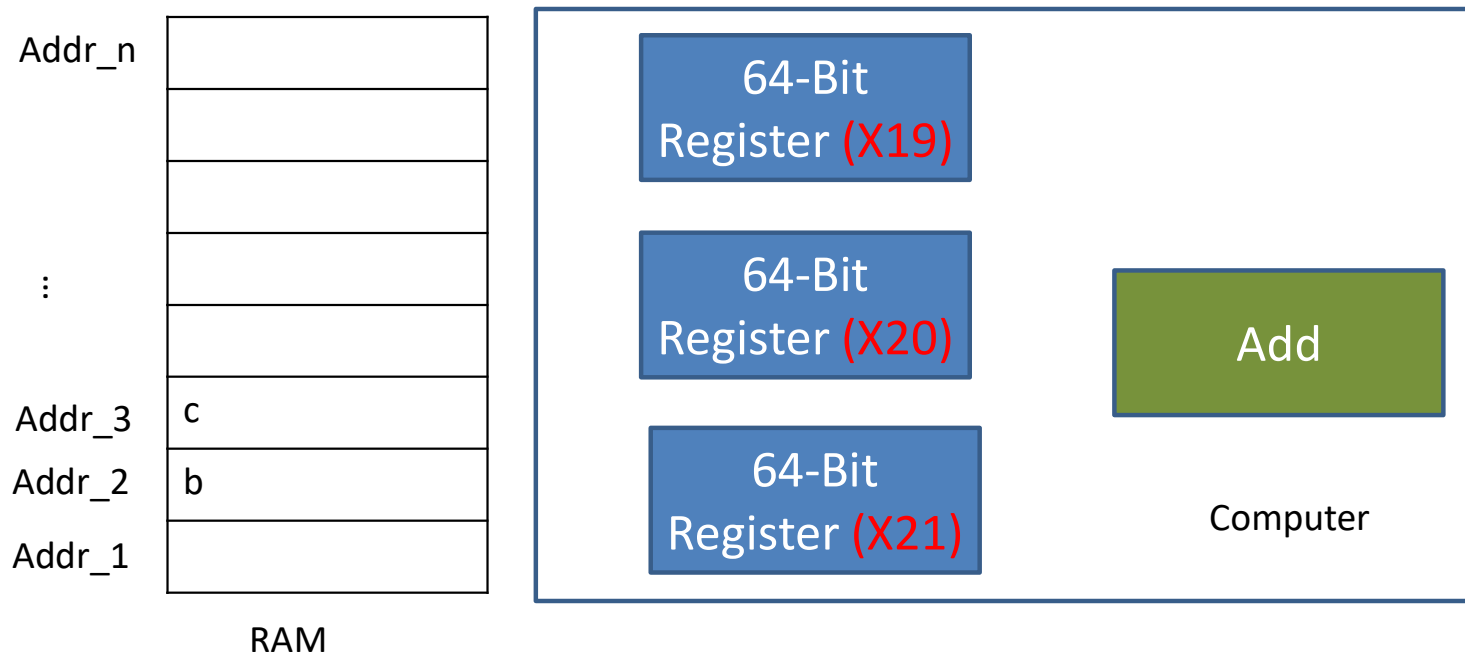 Addr_n
...
Addr_3
c
Addr_2
b
Addr_1
RAM
64-Bit
Register (X19)
64-Bit
Register (X20)
64-Bit
Register (X21)
Add
Computer